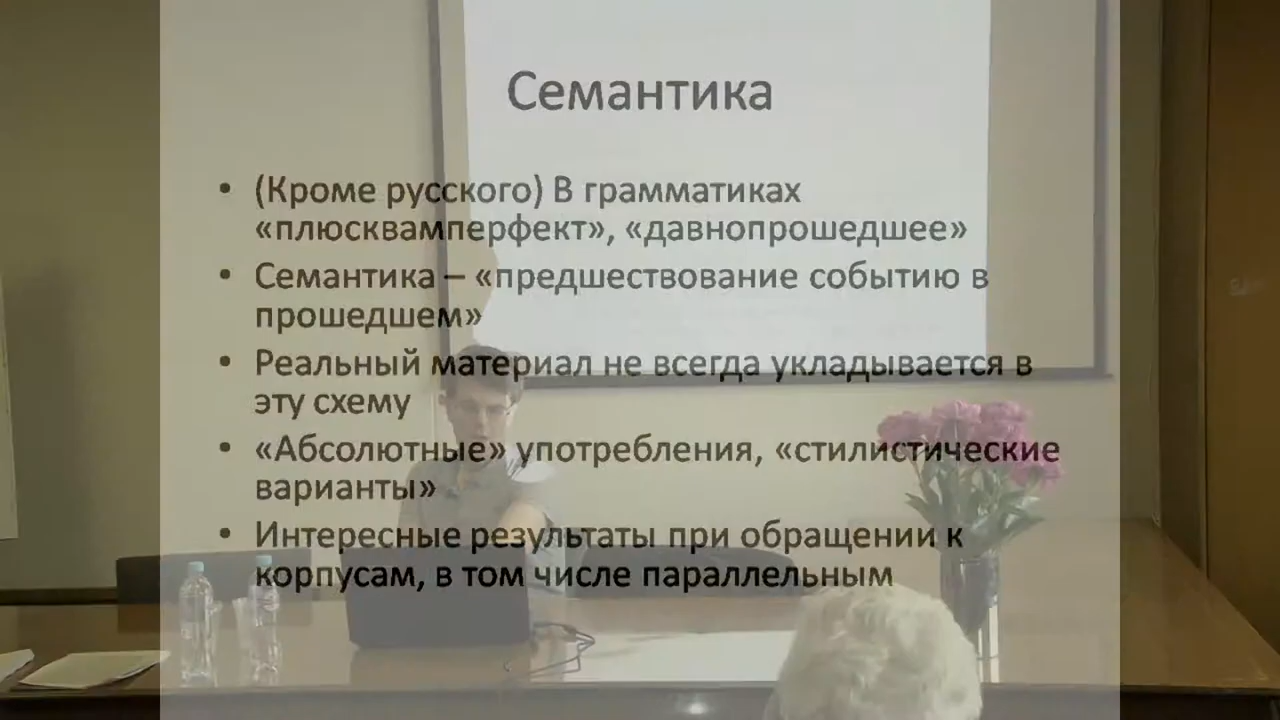 Семантика
• (Кроме русского) В грамматиках
«плюсквамперфект», «давнопрошедшее»
• Семантика – «предшествование событию в
прошедшем»
• Реальный материал не всегда укладывается в
эту схему
• «Абсолютные» употребления, «стилистические
варианты»
• Интересные результаты при обращении к
корпусам, в том числе параллельным